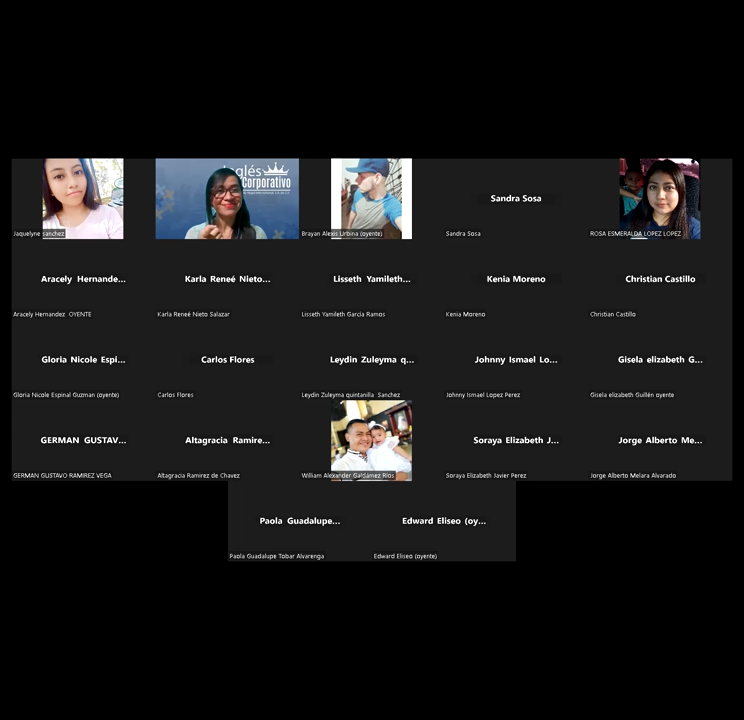 Inglés
Corporativo
Jaquelyne sanchez
Brayan Alexis Urbina (oyente)
Sandra Sosa
Sandra Sosa
ROSA ESMERALDA LOPEZ LOPEZ
Aracely Hernande...
Aracely Hernandez OYENTE
Karla Reneé Nieto...
Karla Reneé Nieto Salazar
Lisseth Yamileth...
Lisseth Yamileth García Ramos
Kenia Moreno
Kenia Moreno
Christian Castillo
Christian Castillo
Gloria Nicole Espi...
Gloria Nicole Espinal Guzman (oyente)
Carlos Flores
Carlos Flores
Leydin Zuleyma q...
Leydin Zuleyma quintanilla Sanchez
Johnny Ismael Lo...
Johnny Ismael Lopez Perez
Gisela elizabeth G...
Gisela elizabeth Guillén oyente
GERMAN GUSTAV...
GERMAN GUSTAVO RAMIREZ VEGA
Altagracia Ramire...
Altagracia Ramirez de Chavez
William Alexander Galdámez Ríos
Soraya Elizabeth J...
Soraya Elizabeth Javier Perez
Jorge Alberto Me...
Jorge Alberto Melara Alvarado
Paola Guadalupe...
Paola Guadalupe Tobar Alvarenga
Edward Eliseo (oy...
Edward Eliseo (oyente)